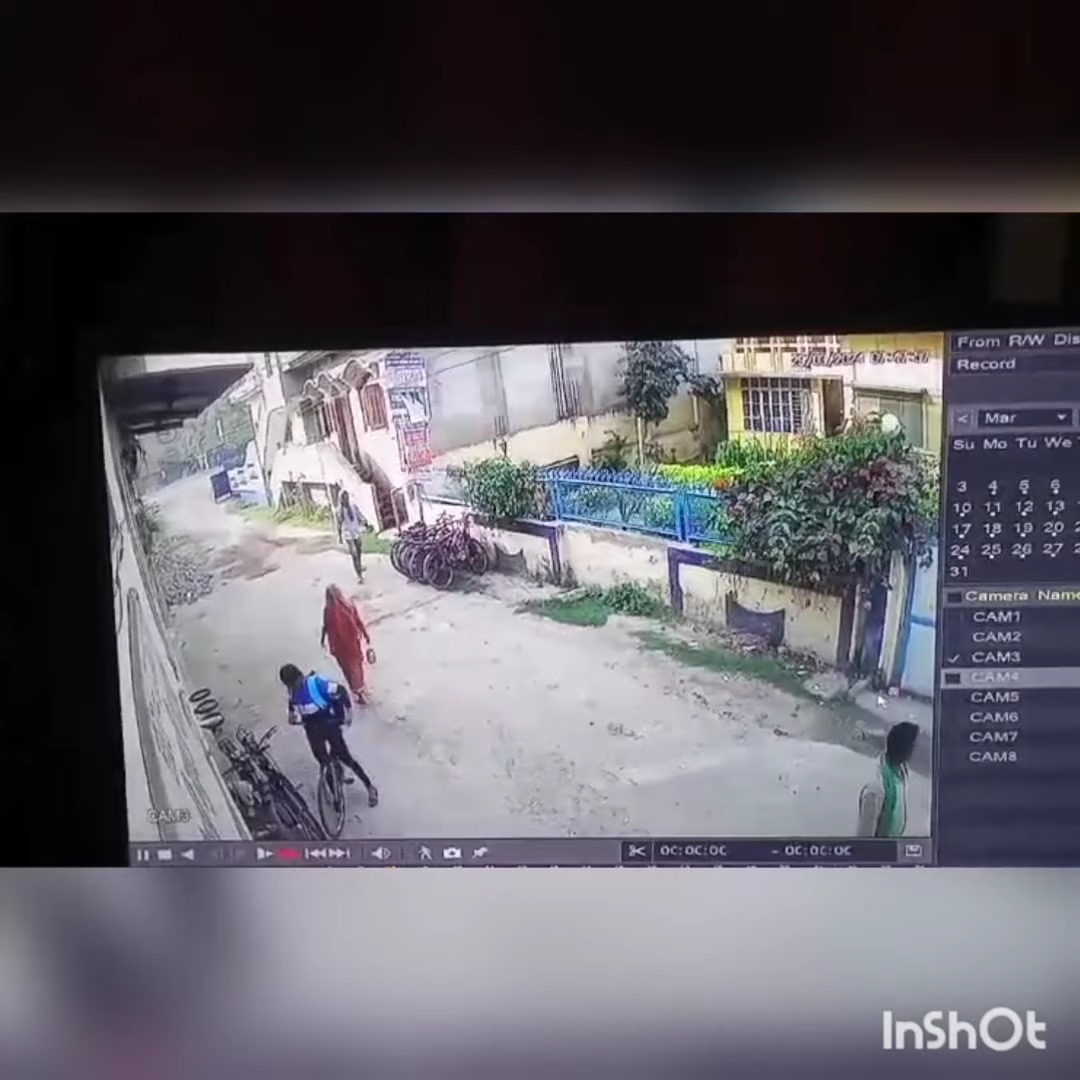 From R/W Dis
Record
< Mar
Su Mo Tu We
3 4 5 6
10 11 12 13
17 18 19 20 2
24 25 26 27 2
31
Camera Name
CAM1
CAM2
CAM3
CAM4
CAM5
CAM6
CAM7
CAM8
CAM3
00:00:00 - 00:00:00
InShOt